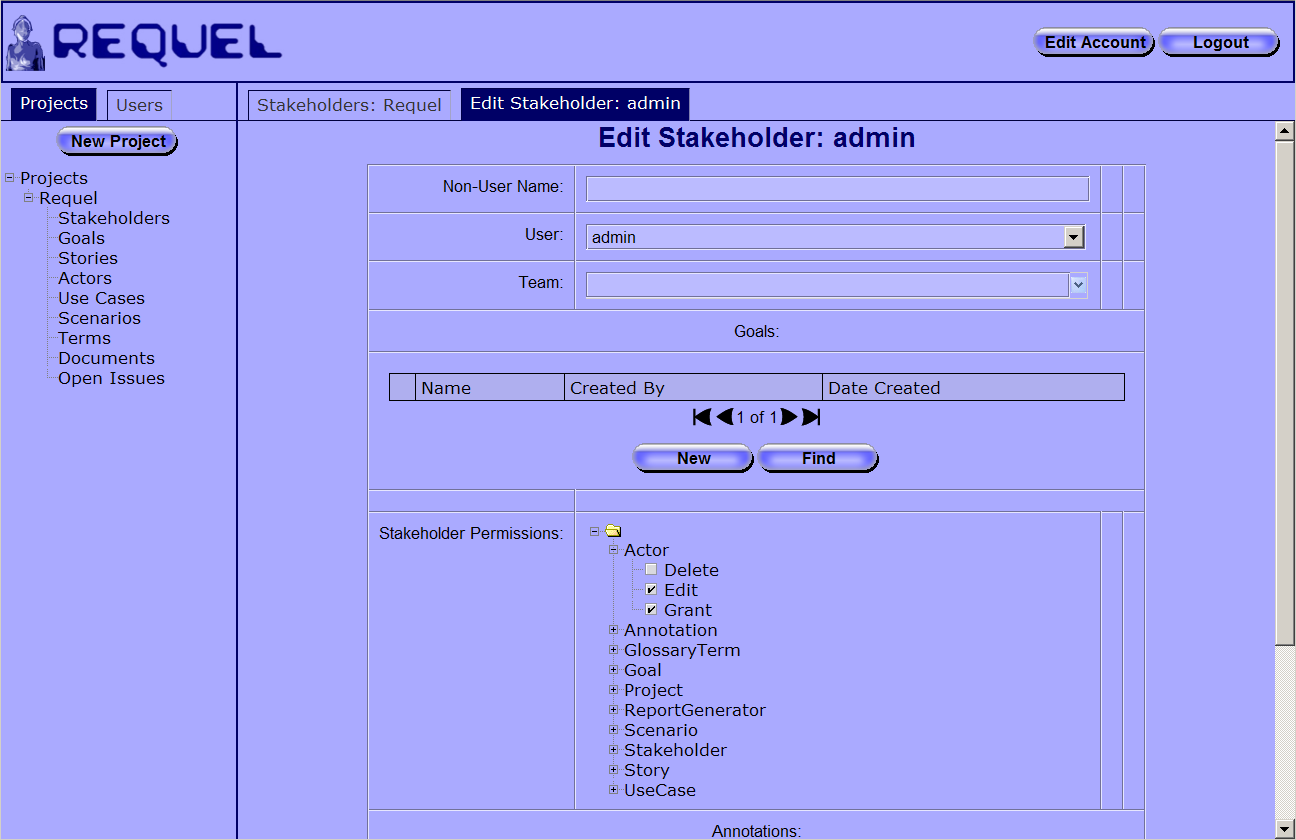 REQUEL
Edit Account Logout
Projects Users Stakeholders: Requel Edit Stakeholder: admin
New Project
Projects
Requel
Stakeholders
Goals
Stories
Actors
Use Cases
Scenarios
Terms
Documents
Open Issues
Edit Stakeholder: admin
Non-User Name:
User: admin
Team:
Goals:
Name Created By Date Created
1 of 1
New Find
Stakeholder Permissions:
Actor
Delete
Edit
Grant
Annotation
GlossaryTerm
Goal
Project
ReportGenerator
Scenario
Stakeholder
Story
UseCase
Annotations: